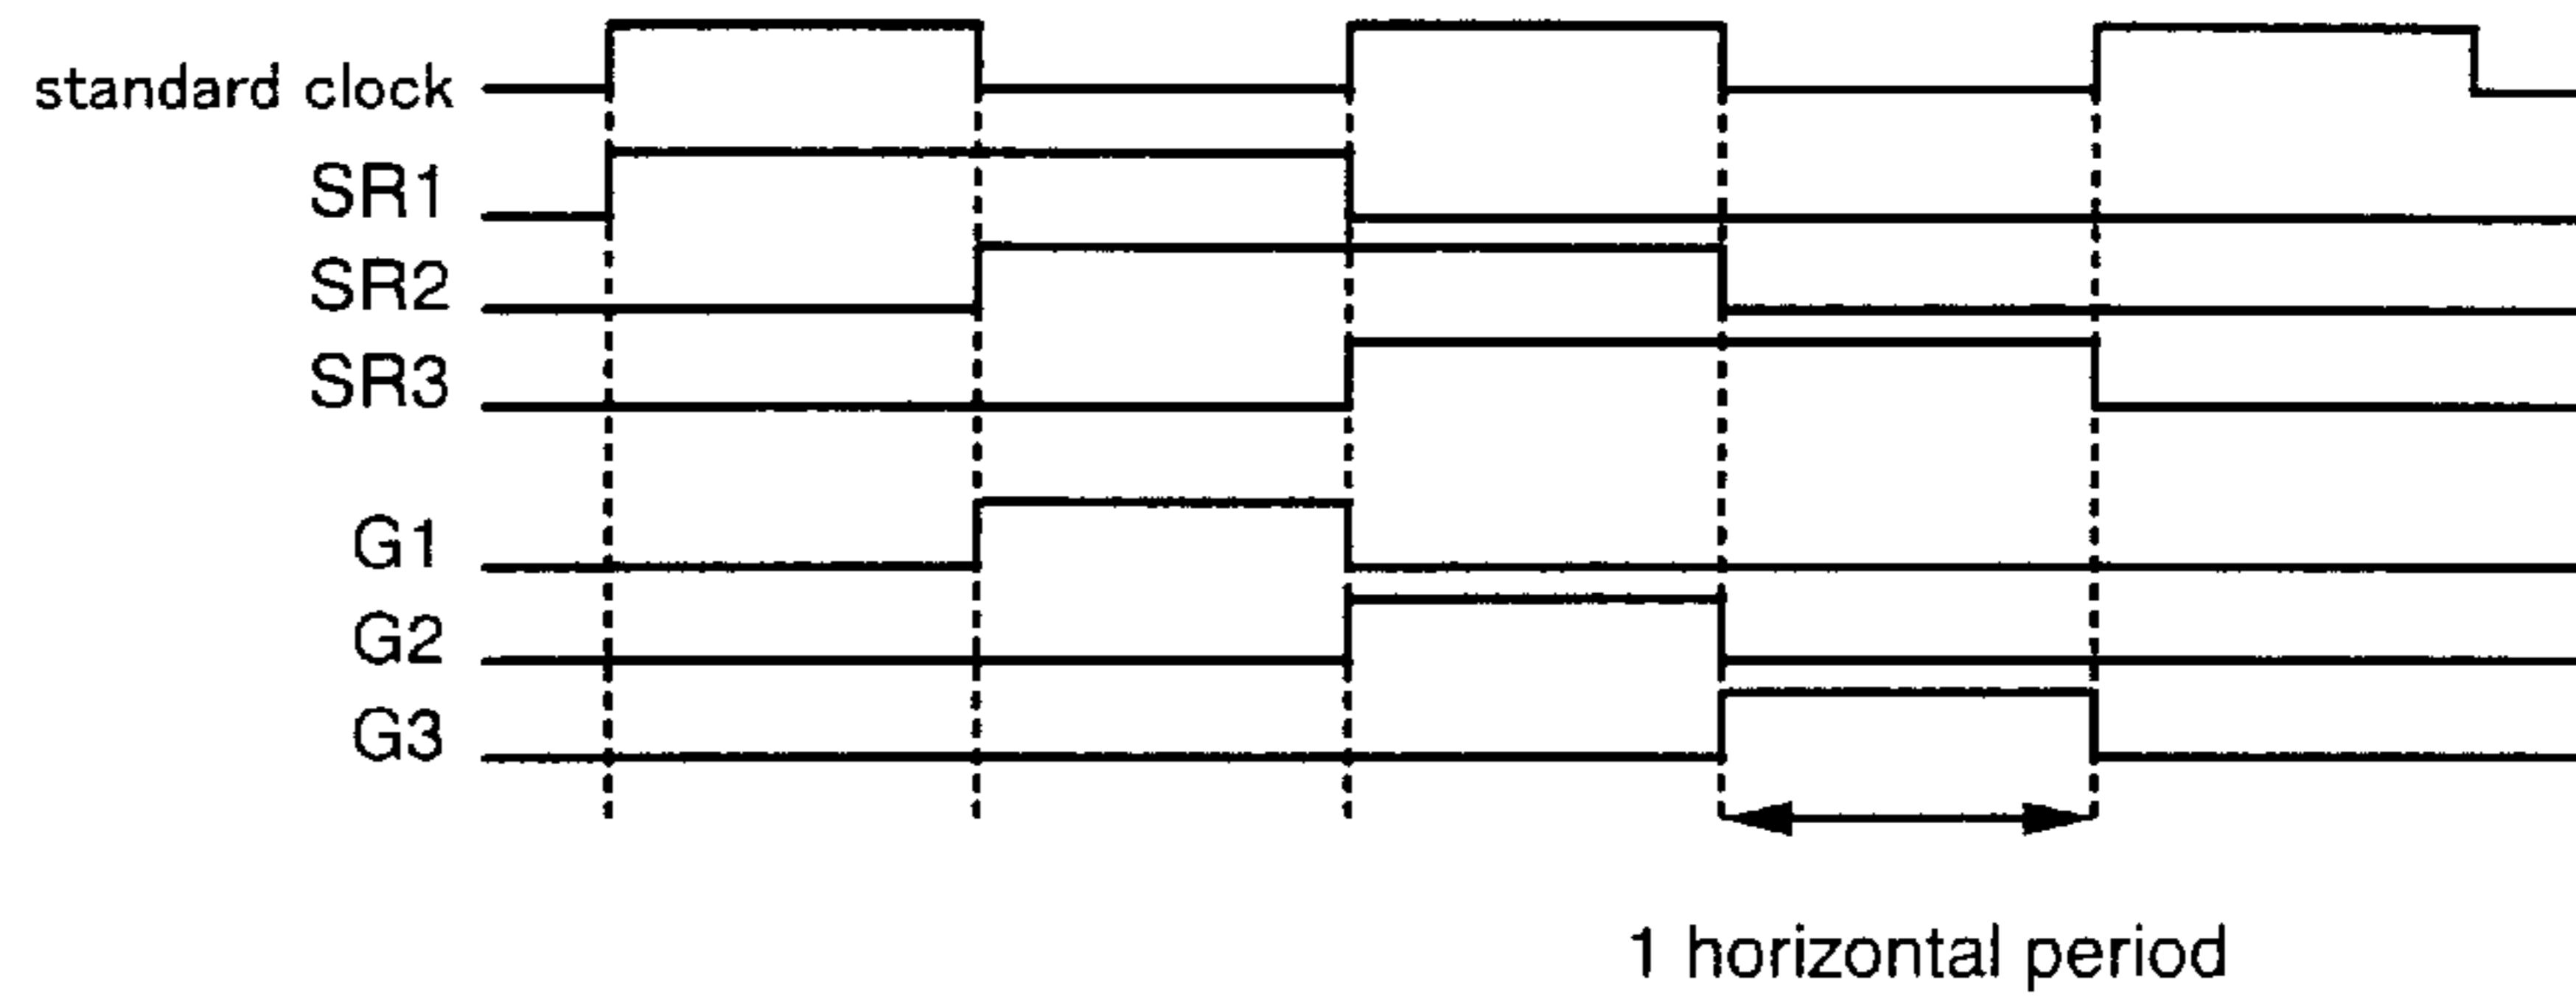 standard clock
SR1
SR2
SR3
G1
G2
G3
1 horizontal period